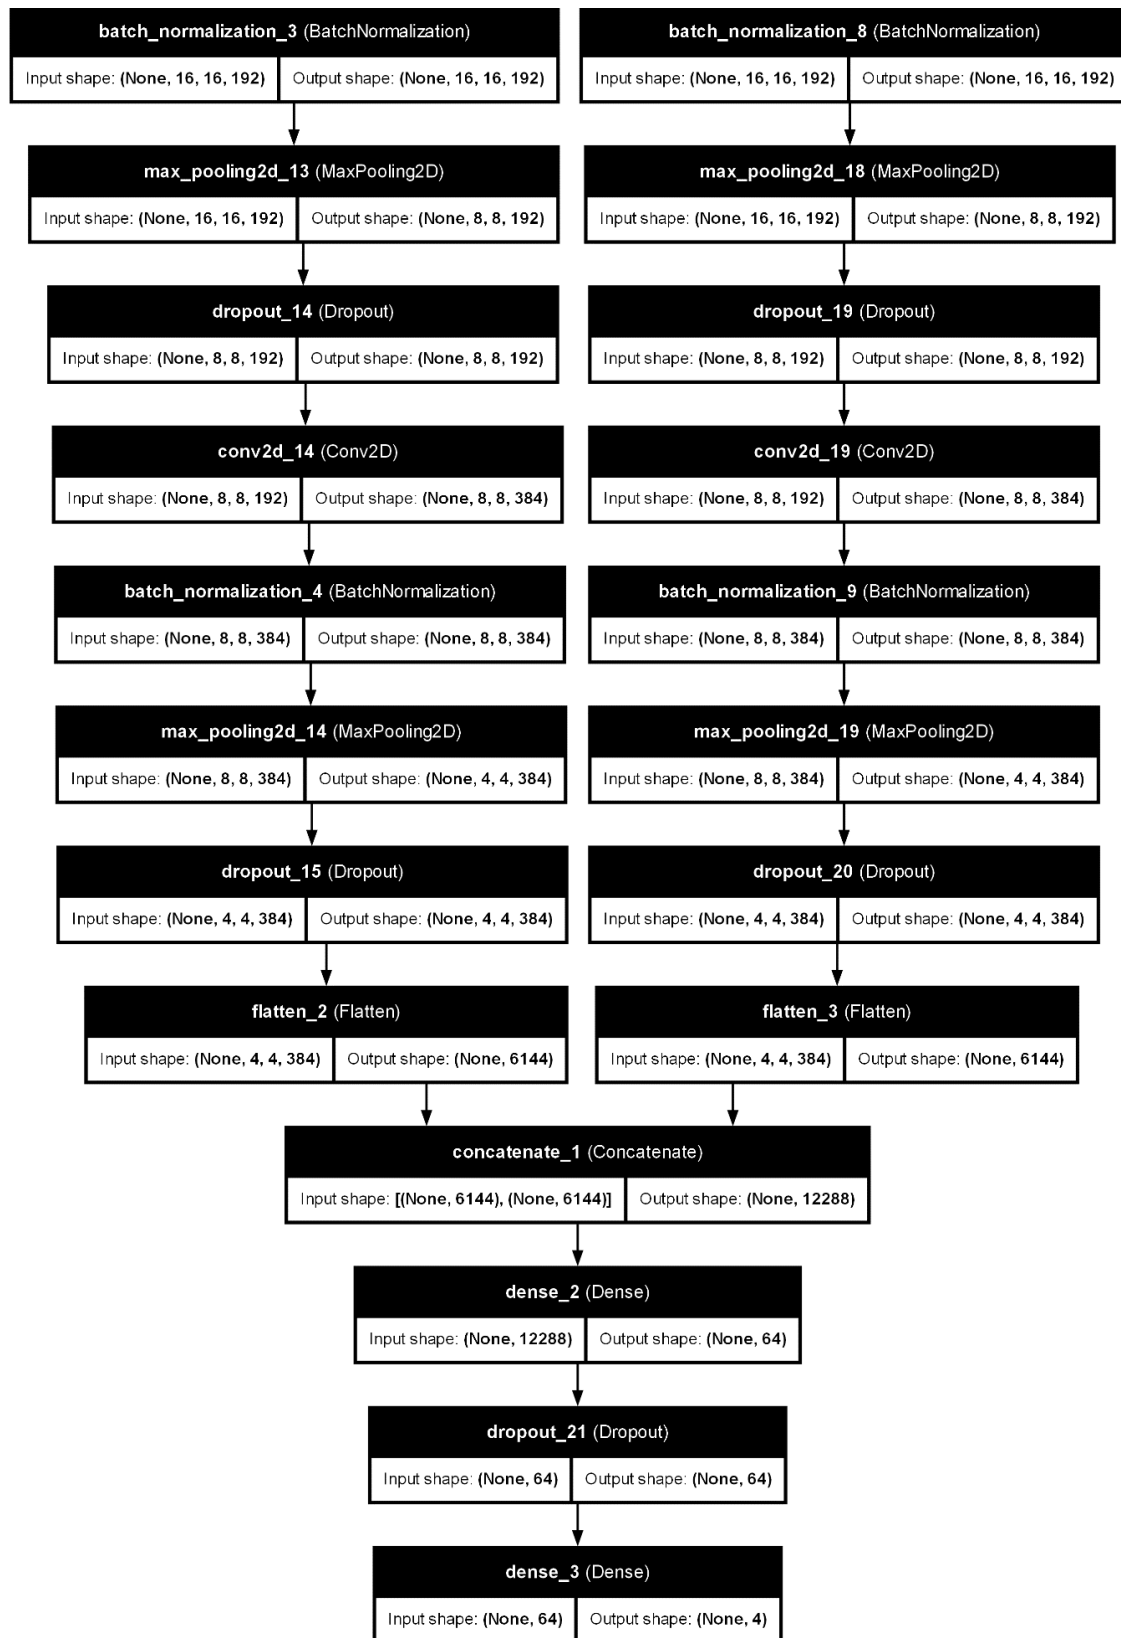 batch_normalization_3 (BatchNormalization)
Input shape: (None, 16, 16, 192) Output shape: (None, 16, 16, 192)
batch_normalization_8 (BatchNormalization)
Input shape: (None, 16, 16, 192) Output shape: (None, 16, 16, 192)
max_pooling2d_13 (MaxPooling2D)
Input shape: (None, 16, 16, 192) Output shape: (None, 8, 8, 192)
max_pooling2d_18 (MaxPooling2D)
Input shape: (None, 16, 16, 192) Output shape: (None, 8, 8, 192)
dropout_14 (Dropout)
Input shape: (None, 8, 8, 192) Output shape: (None, 8, 8, 192)
dropout_19 (Dropout)
Input shape: (None, 8, 8, 192) Output shape: (None, 8, 8, 192)
conv2d_14 (Conv2D)
Input shape: (None, 8, 8, 192) Output shape: (None, 8, 8, 384)
conv2d_19 (Conv2D)
Input shape: (None, 8, 8, 192) Output shape: (None, 8, 8, 384)
batch_normalization_4 (BatchNormalization)
Input shape: (None, 8, 8, 384) Output shape: (None, 8, 8, 384)
batch_normalization_9 (BatchNormalization)
Input shape: (None, 8, 8, 384) Output shape: (None, 8, 8, 384)
max_pooling2d_14 (MaxPooling2D)
Input shape: (None, 8, 8, 384) Output shape: (None, 4, 4, 384)
max_pooling2d_19 (MaxPooling2D)
Input shape: (None, 8, 8, 384) Output shape: (None, 4, 4, 384)
dropout_15 (Dropout)
Input shape: (None, 4, 4, 384) Output shape: (None, 4, 4, 384)
dropout_20 (Dropout)
Input shape: (None, 4, 4, 384) Output shape: (None, 4, 4, 384)
flatten_2 (Flatten)
Input shape: (None, 4, 4, 384) Output shape: (None, 6144)
flatten_3 (Flatten)
Input shape: (None, 4, 4, 384) Output shape: (None, 6144)
concatenate_1 (Concatenate)
Input shape: [(None, 6144), (None, 6144)] Output shape: (None, 12288)
dense_2 (Dense)
Input shape: (None, 12288) Output shape: (None, 64)
dropout_21 (Dropout)
Input shape: (None, 64) Output shape: (None, 64)
dense_3 (Dense)
Input shape: (None, 64) Output shape: (None, 4)